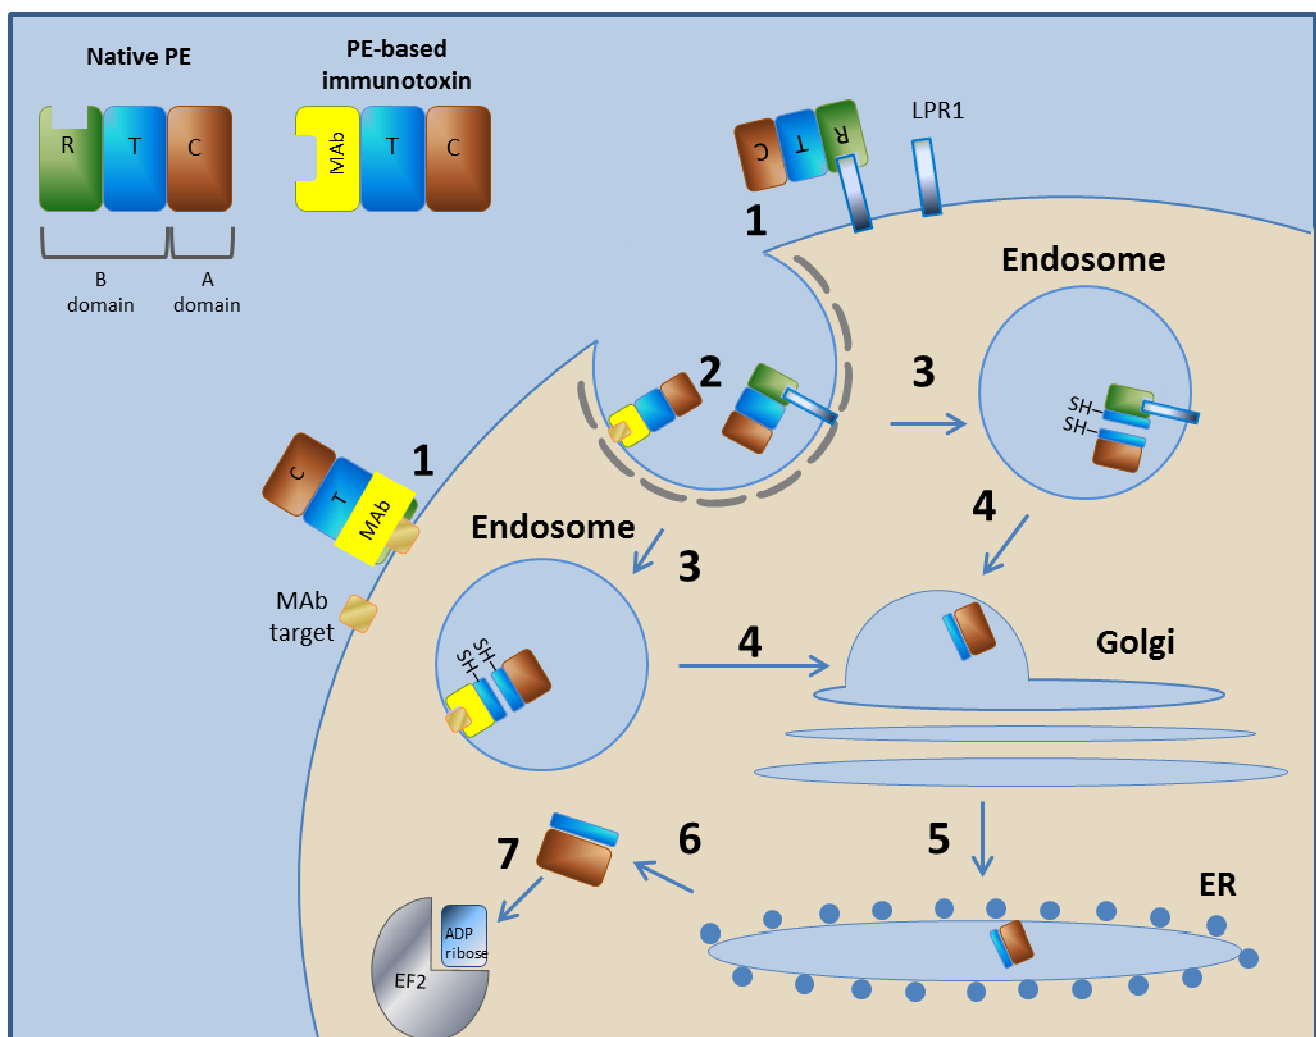 Native PE
PE-based
immunotoxin
R
T
C
MAb
T
C
B
domain
A
domain
C
T
R
LPR1
1
Endosome
2
3
SH
SH
C
T
MAb
1
4
Endosome
3
MAb
target
SH
SH
4
Golgi
7
6
5
ER
ADP
ribose
EF2